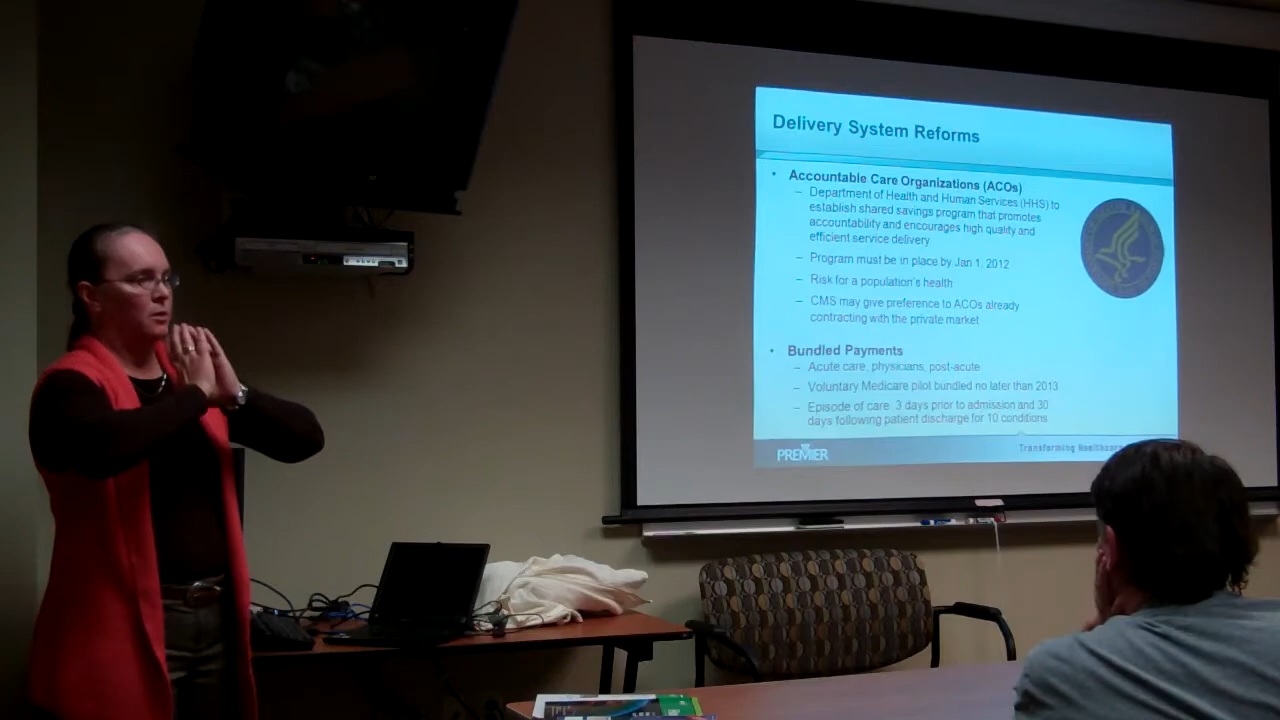 Delivery System Reforms
• Accountable Care Organizations (ACOs)
– Department of Health and Human Services (HHS) to
establish shared savings program that promotes
accountability and encourages high quality and
efficient service delivery
– Program must be in place by Jan 1, 2012
– Risk for a population's health
– CMS may give preference to ACOs already
contracting with the private market
• Bundled Payments
– Acute care, physicians, post-acute
– Voluntary Medicare pilot bundled no later than 2013
– Episode of care: 3 days prior to admission and 30
days following patient discharge for 10 conditions
PREMIER
Transforming Healthcare